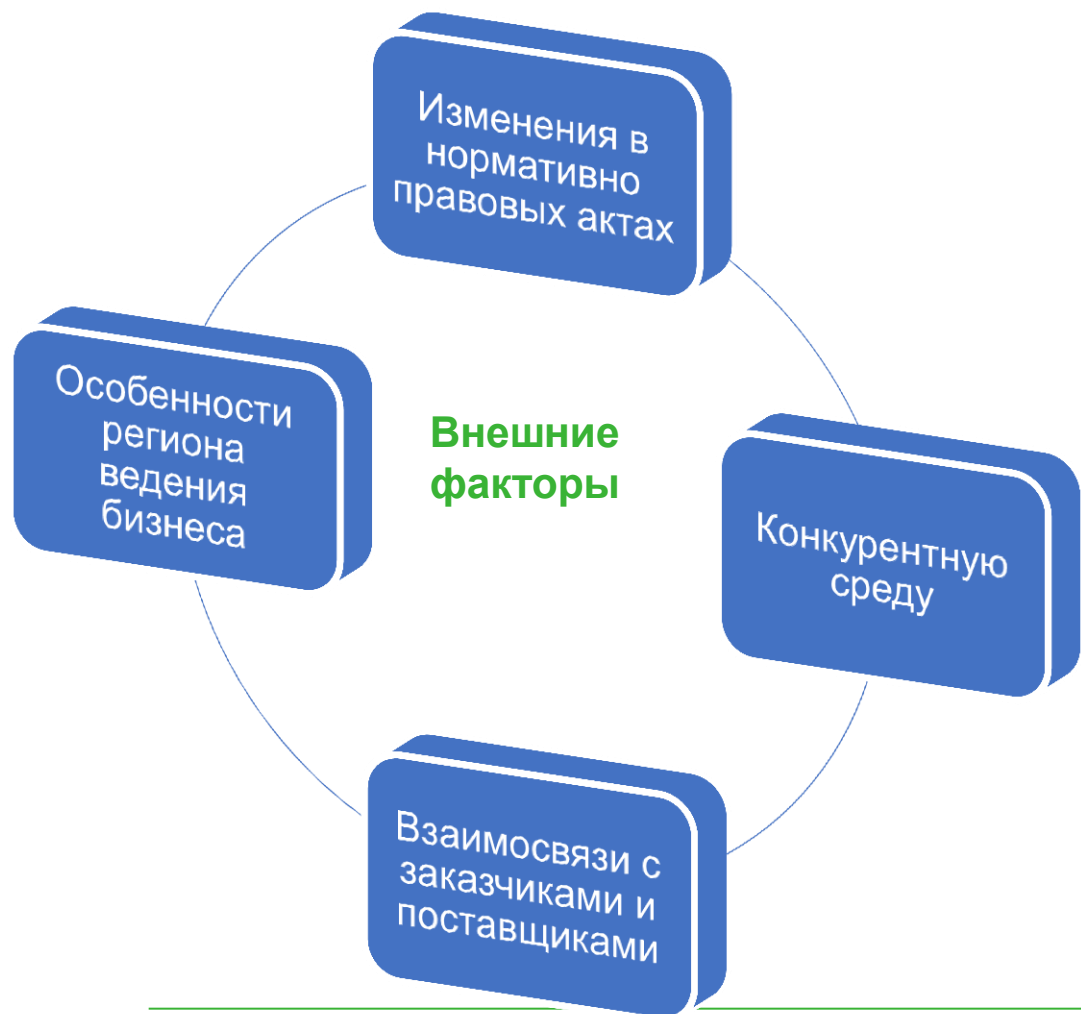 Изменения в
нормативно
правовых актах
Особенности
региона
ведения
бизнеса
Внешние
факторы
Конкурентную
среду
Взаимосвязи с
заказчиками и
поставщиками